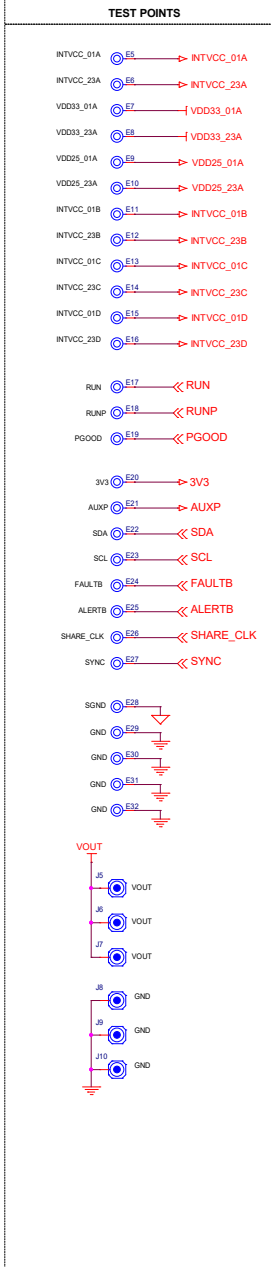 TEST POINTS
INTVCC_01A E5 INTVCC_01A
INTVCC_23A E6 INTVCC_23A
VDD33_01A E7 VDD33_01A
VDD33_23A E8 VDD33_23A
VDD25_01A E9 VDD25_01A
VDD25_23A E10 VDD25_23A
INTVCC_01B E11 INTVCC_01B
INTVCC_23B E12 INTVCC_23B
INTVCC_01C E13 INTVCC_01C
INTVCC_23C E14 INTVCC_23C
INTVCC_01D E15 INTVCC_01D
INTVCC_23D E16 INTVCC_23D
RUN E17 RUN
RUNP E18 RUNP
PGOOD E19 PGOOD
3V3 E20 3V3
AUXP E21 AUXP
SDA E22 SDA
SCL E23 SCL
FAULTB E24 FAULTB
ALERTB E25 ALERTB
SHARE_CLK E26 SHARE_CLK
SYNC E27 SYNC
SGND E28
GND E29
GND E30
GND E31
GND E32
VOUT
J5 VOUT
J6 VOUT
J7 VOUT
J8 GND
J9 GND
J10 GND